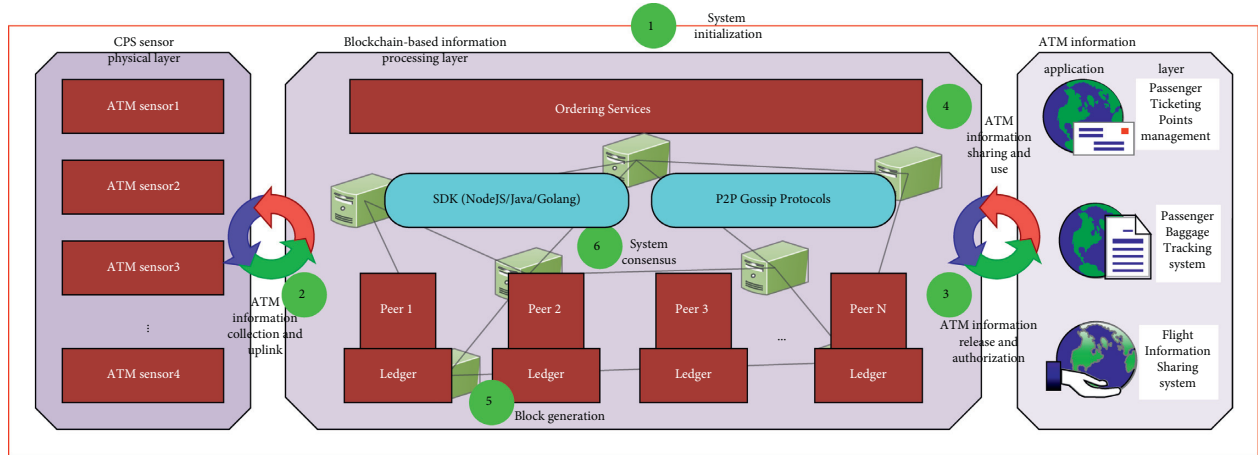 1
System
initialization
CPS sensor
physical layer
ATM sensor1
ATM sensor2
ATM sensor3
...
ATM sensor4
2
ATM
information
collection and
uplink
Blockchain-based information
processing layer
Ordering Services
4
SDK (NodeJS/Java/Golang)
P2P Gossip Protocols
6
System
consensus
Peer 1
Peer 2
Peer 3
Peer N
...
Ledger
Ledger
Ledger
Ledger
5
Block generation
ATM
information
sharing and
use
3
ATM information
release and
authorization
ATM information
application layer
Passenger
Ticketing
Points
management
Passenger
Baggage
Tracking
system
Flight
Information
Sharing
system